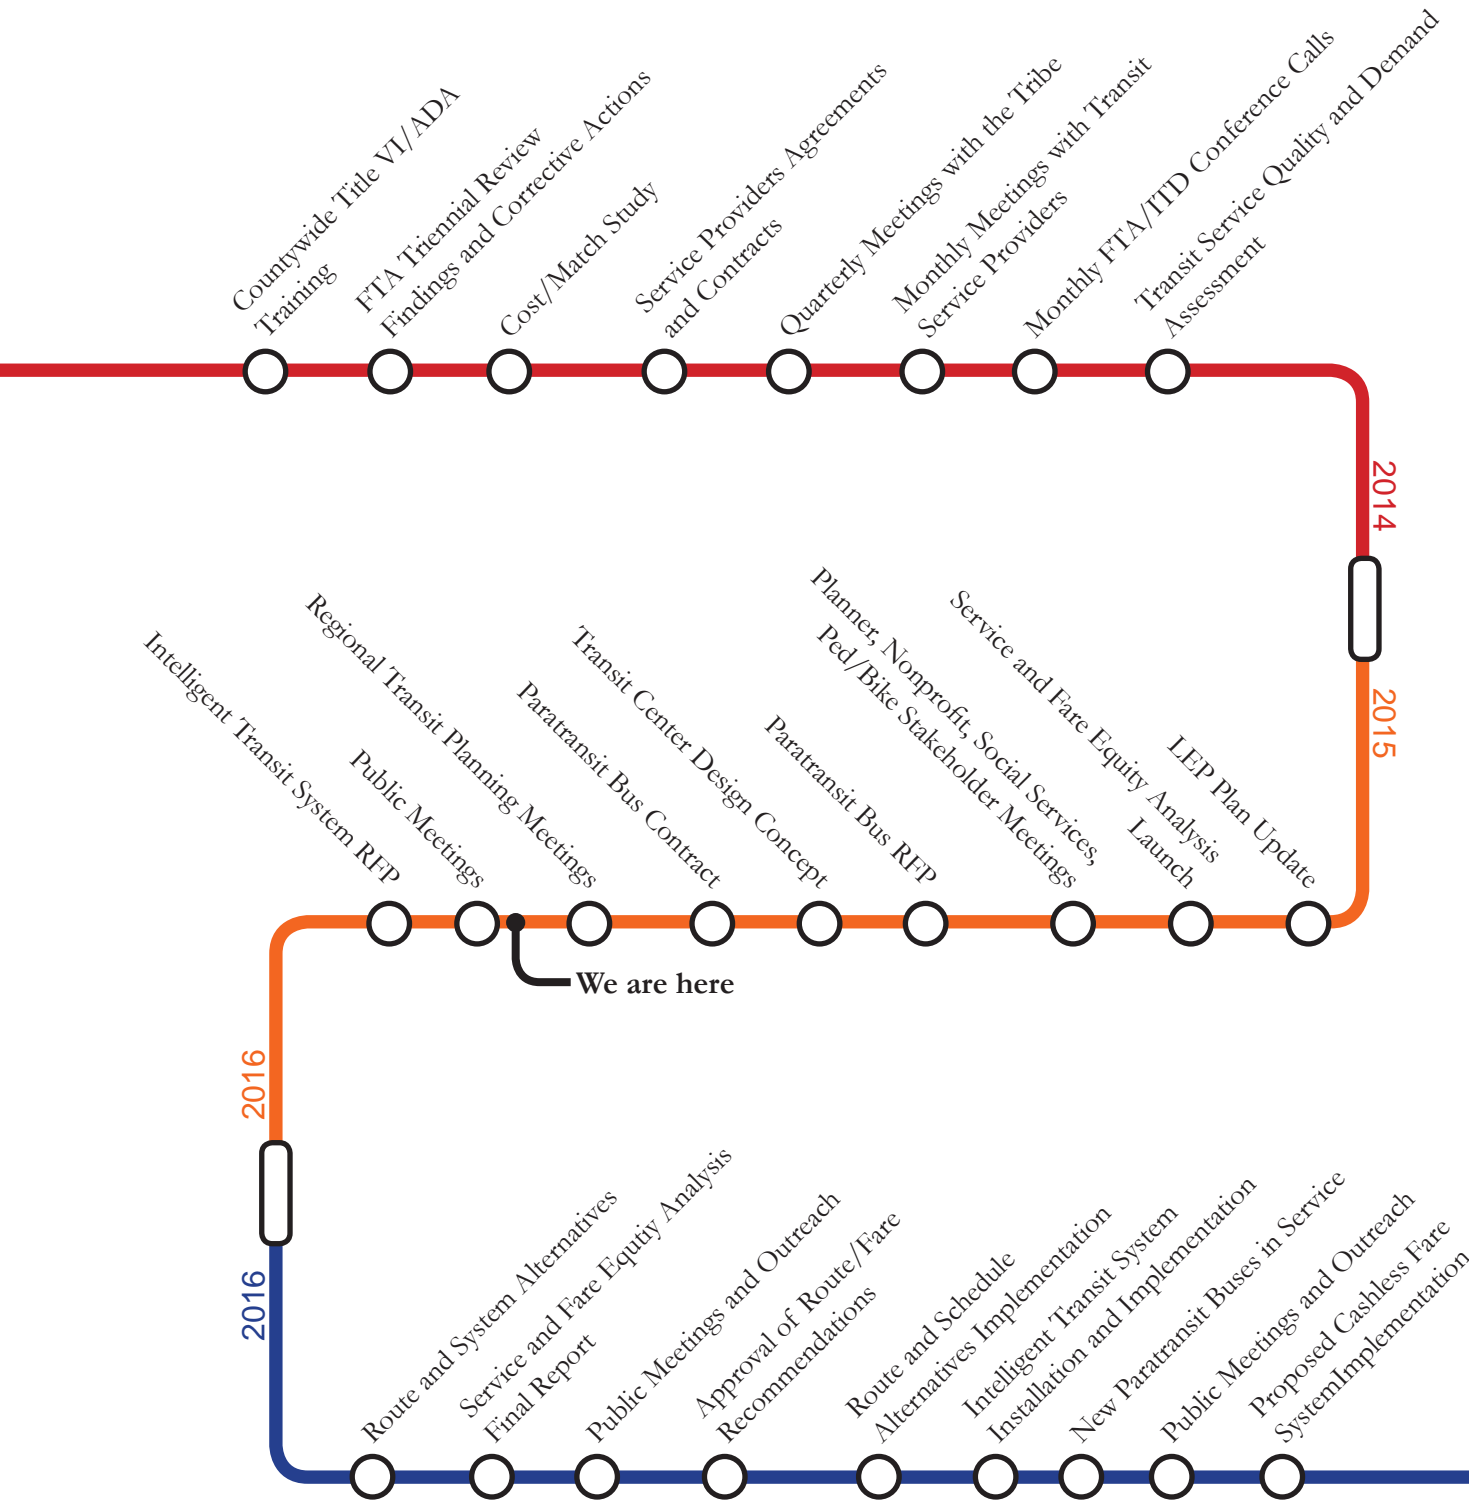 Countywide Title VI/ADA
Training
FTA Triennial Review
Findings and Corrective Actions
Cost/Match Study
Service Providers Agreements
and Contracts
Quarterly Meetings with the Tribe
Monthly Meetings with Transit
Service Providers
Monthly FTA/ITD Conference Calls
Transit Service Quality and Demand
Assessment
2014
2015
Intelligent Transit System RFP
Public Meetings
Regional Transit Planning Meetings
Paratransit Bus Contract
Transit Center Design Concept
Paratransit Bus RFP
Planner, Nonprofit, Social Services,
Ped/Bike Stakeholder Meetings
Service and Fare Equity Analysis
Launch
LEP Plan Update
We are here
2016
2016
Route and System Alternatives
Service and Fare Equtiy Analysis
Final Report
Public Meetings and Outreach
Approval of Route/Fare
Recommendations
Route and Schedule
Alternatives Implementation
Intelligent Transit System
Installation and Implementation
New Paratransit Buses in Service
Public Meetings and Outreach
Proposed Cashless Fare
SystemImplementation